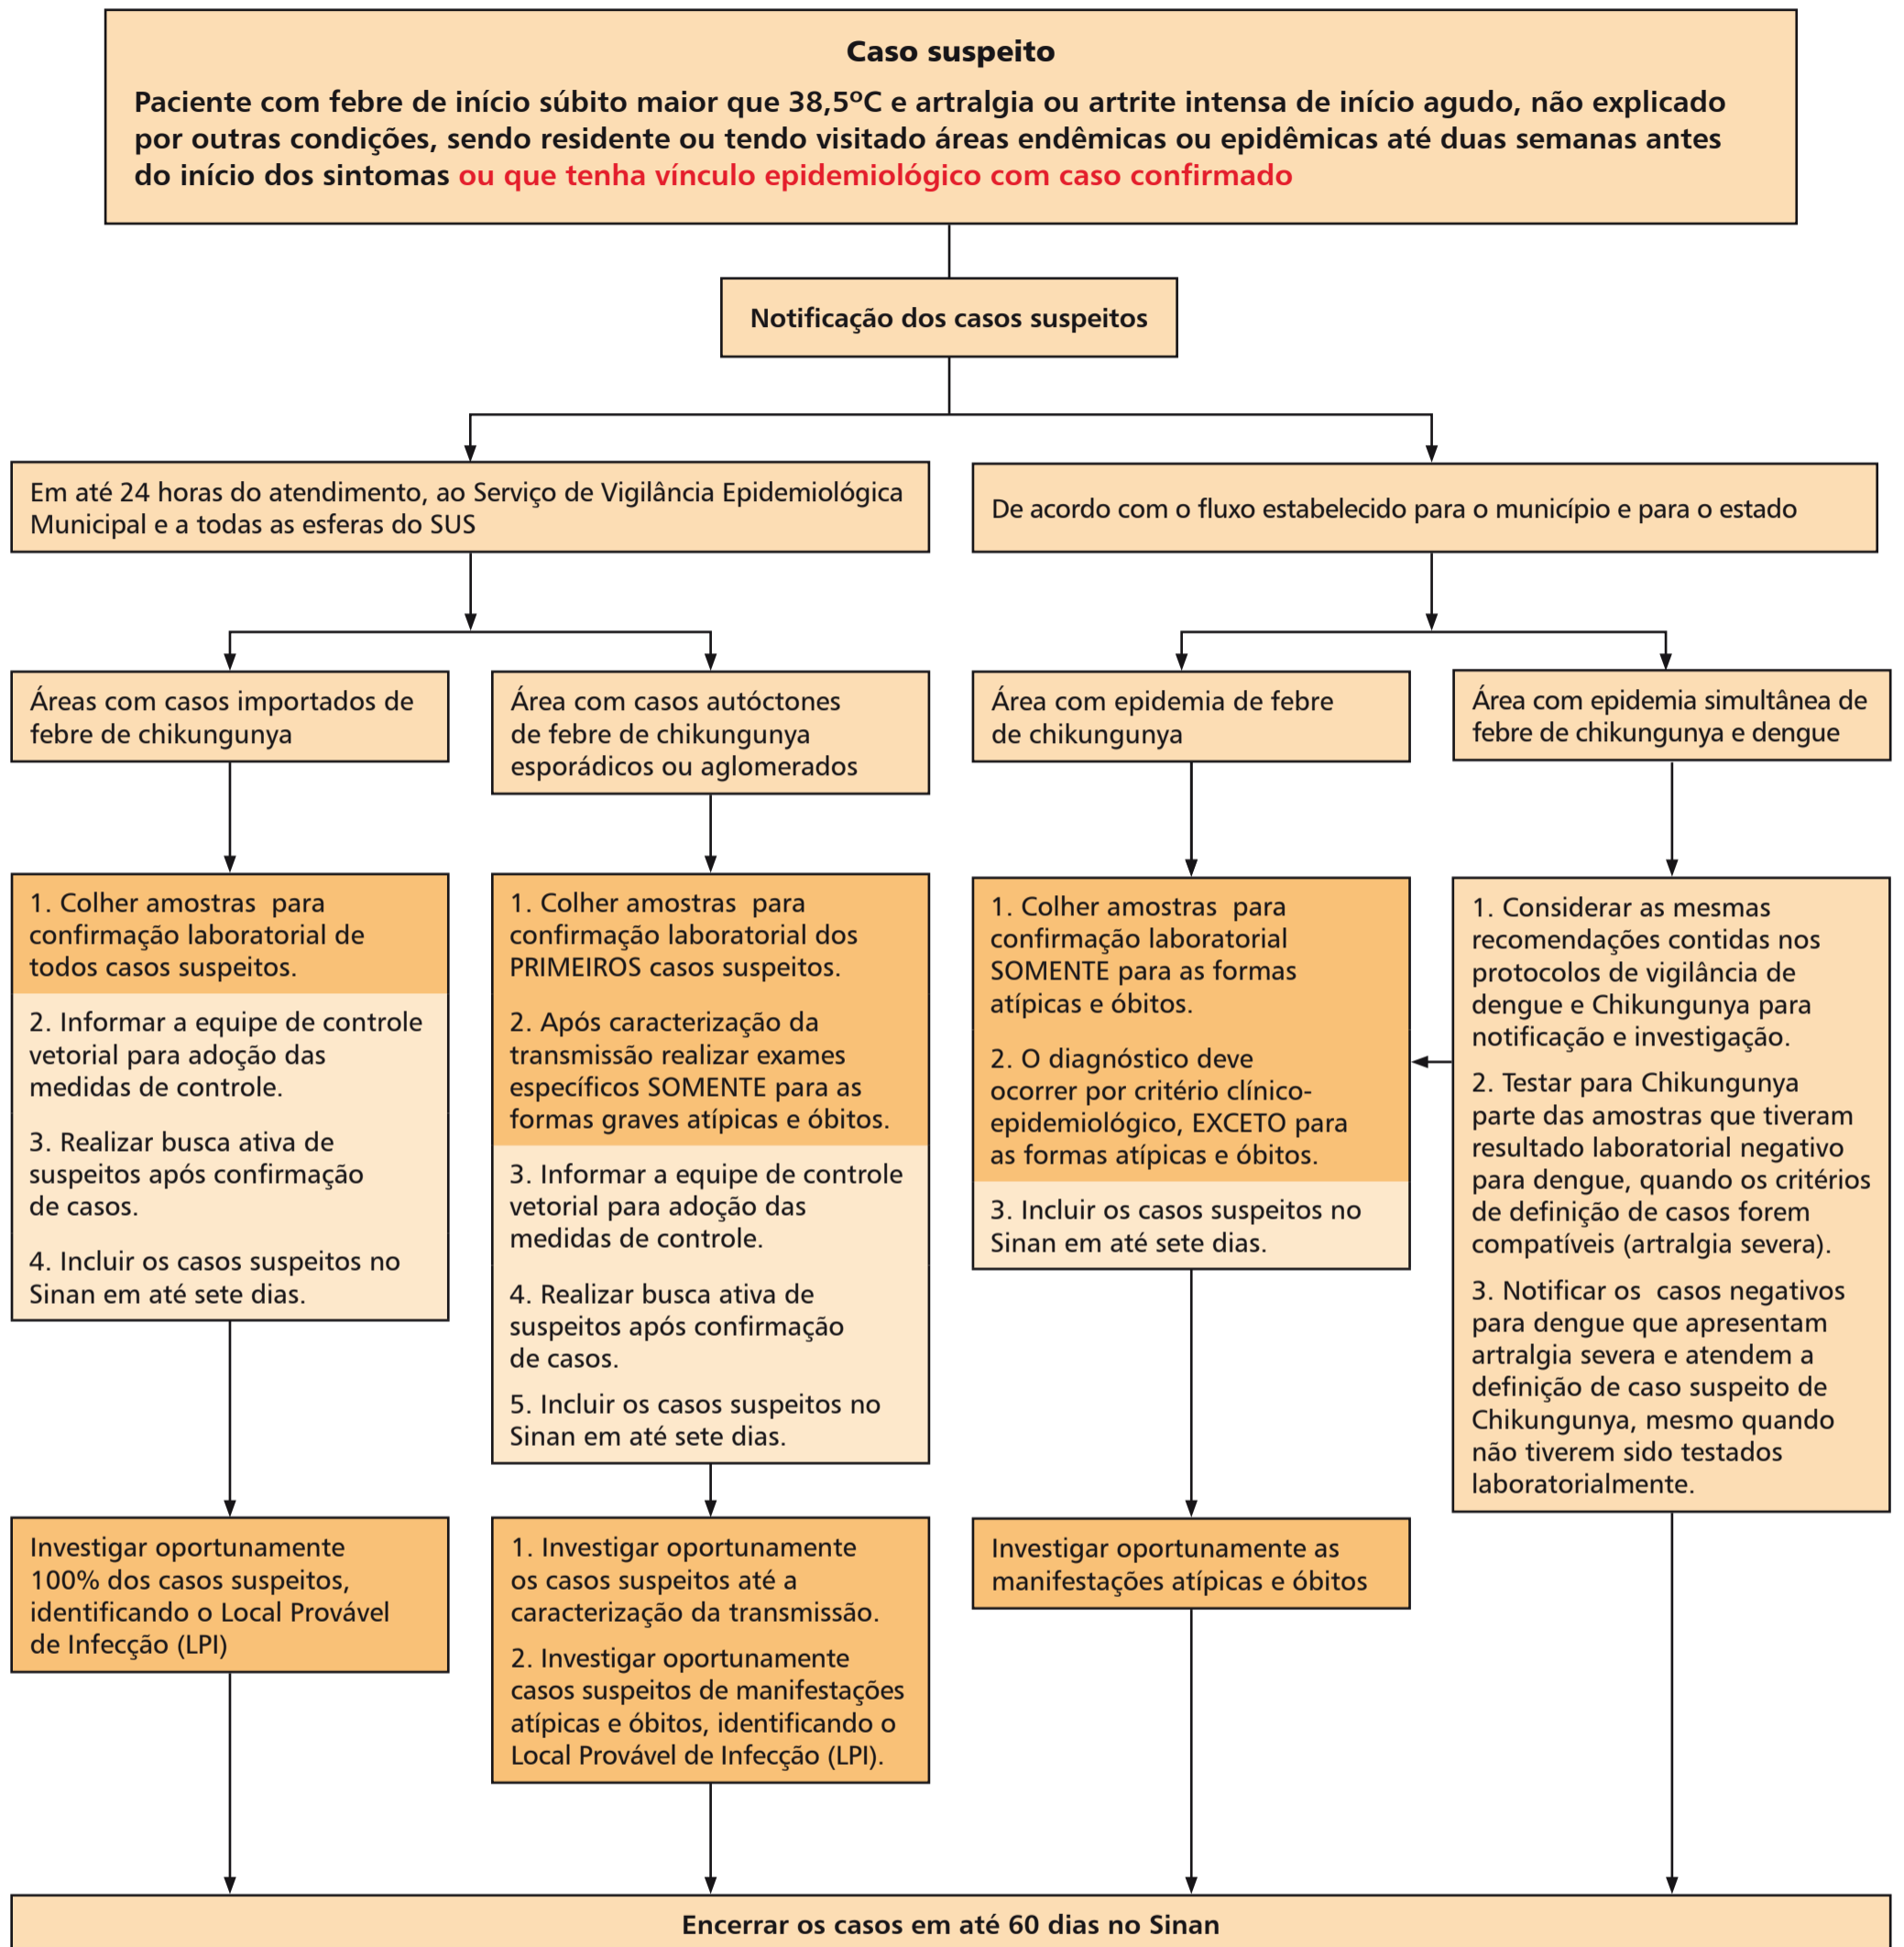 Caso suspeito
Paciente com febre de início súbito maior que 38,5ºC e artralgia ou artrite intensa de início agudo, não explicado
por outras condições, sendo residente ou tendo visitado áreas endêmicas ou epidêmicas até duas semanas antes
do início dos sintomas ou que tenha vínculo epidemiológico com caso confirmado
Notificação dos casos suspeitos
Em até 24 horas do atendimento, ao Serviço de Vigilância Epidemiológica
Municipal e a todas as esferas do SUS
De acordo com o fluxo estabelecido para o município e para o estado
Áreas com casos importados de
febre de chikungunya
Área com casos autóctones
de febre de chikungunya
esporádicos ou aglomerados
Área com epidemia de febre
de chikungunya
Área com epidemia simultânea de
febre de chikungunya e dengue
1. Colher amostras para
confirmação laboratorial de
todos casos suspeitos.
2. Informar a equipe de controle
vetorial para adoção das
medidas de controle.
3. Realizar busca ativa de
suspeitos após confirmação
de casos.
4. Incluir os casos suspeitos no
Sinan em até sete dias.
1. Colher amostras para
confirmação laboratorial dos
PRIMEIROS casos suspeitos.
2. Após caracterização da
transmissão realizar exames
específicos SOMENTE para as
formas graves atípicas e óbitos.
3. Informar a equipe de controle
vetorial para adoção das
medidas de controle.
4. Realizar busca ativa de
suspeitos após confirmação
de casos.
5. Incluir os casos suspeitos no
Sinan em até sete dias.
1. Colher amostras para
confirmação laboratorial
SOMENTE para as formas
atípicas e óbitos.
2. O diagnóstico deve
ocorrer por critério clínico-
epidemiológico, EXCETO para
as formas atípicas e óbitos.
3. Incluir os casos suspeitos no
Sinan em até sete dias.
1. Considerar as mesmas
recomendações contidas nos
protocolos de vigilância de
dengue e Chikungunya para
notificação e investigação.
2. Testar para Chikungunya
parte das amostras que tiveram
resultado laboratorial negativo
para dengue, quando os critérios
de definição de casos forem
compatíveis (artralgia severa).
3. Notificar os casos negativos
para dengue que apresentam
artralgia severa e atendem a
definição de caso suspeito de
Chikungunya, mesmo quando
não tiverem sido testados
laboratorialmente.
Investigar oportunamente
100% dos casos suspeitos,
identificando o Local Provável
de Infecção (LPI)
1. Investigar oportunamente
os casos suspeitos até a
caracterização da transmissão.
2. Investigar oportunamente
casos suspeitos de manifestações
atípicas e óbitos, identificando o
Local Provável de Infecção (LPI).
Investigar oportunamente as
manifestações atípicas e óbitos
Encerrar os casos em até 60 dias no Sinan